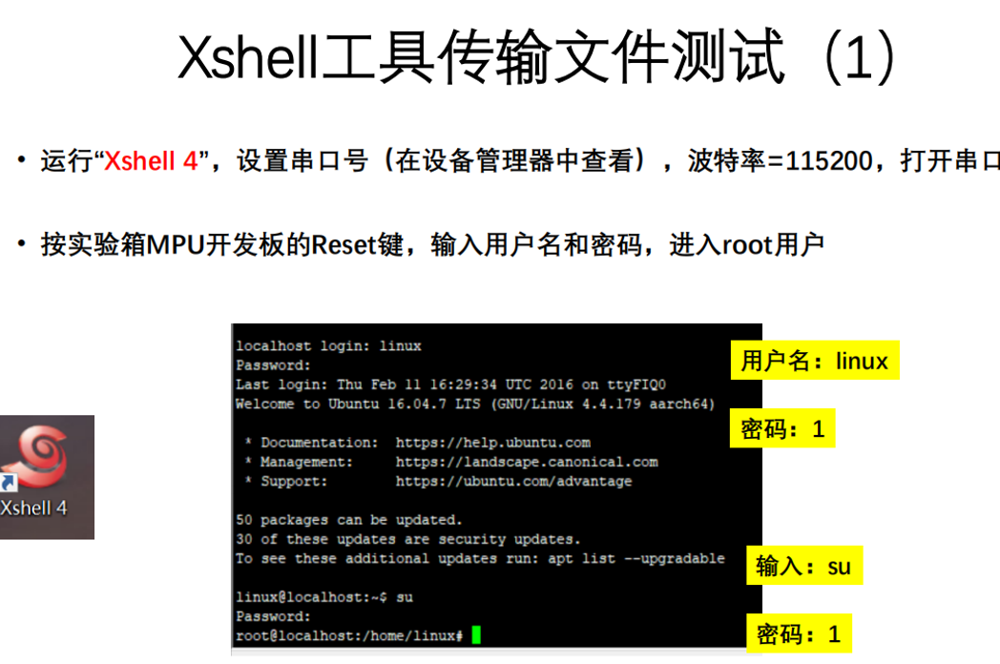 Xshell工具传输文件测试（1）
• 运行“Xshell 4”，设置串口号（在设备管理器中查看），波特率=115200，打开串口
• 按实验箱MPU开发板的Reset键，输入用户名和密码，进入root用户
localhost login: linux
Password:
Last login: Thu Feb 11 16:29:34 UTC 2016 on ttyFIQ0
Welcome to Ubuntu 16.04.7 LTS (GNU/Linux 4.4.179 aarch64)
* Documentation: https://help.ubuntu.com
* Management: https://landscape.canonical.com
* Support: https://ubuntu.com/advantage
50 packages can be updated.
30 of these updates are security updates.
To see these additional updates run: apt list --upgradable
linux@localhost:~$ su
Password:
root@localhost:/home/linux#
用户名：linux
密码：1
输入：su
密码：1
Xshell 4